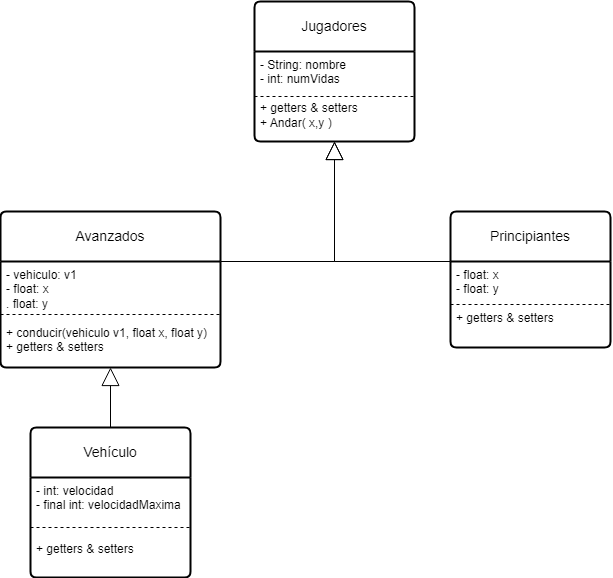 Jugadores
- String: nombre
- int: numVidas
+ getters & setters
+ Andar( x,y )
Avanzados
- vehiculo: v1
- float: x
. float: y
+ conducir(vehiculo v1, float x, float y)
+ getters & setters
Principiantes
- float: x
- float: y
+ getters & setters
Vehículo
- int: velocidad
- final int: velocidadMaxima
+ getters & setters